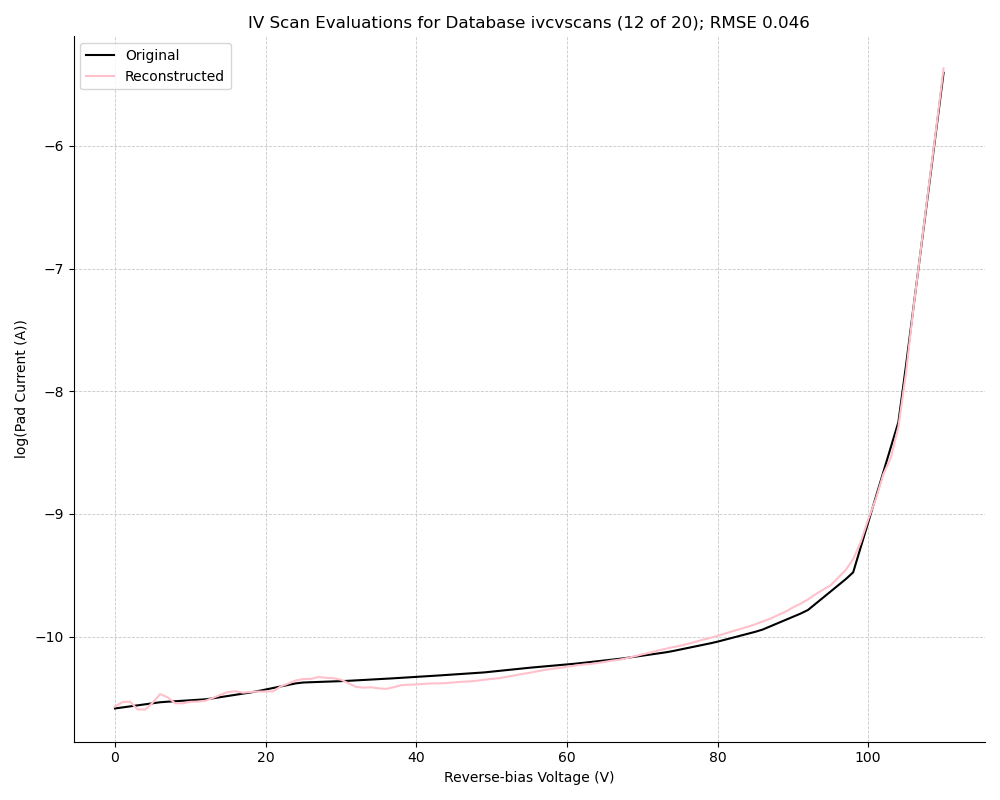 IV Scan Evaluations for Database ivcvscans (12 of 20); RMSE 0.046
Original
Reconstructed
log(Pad Current (A))
−6
−7
−8
−9
−10
0
20
40
60
80
100
Reverse-bias Voltage (V)